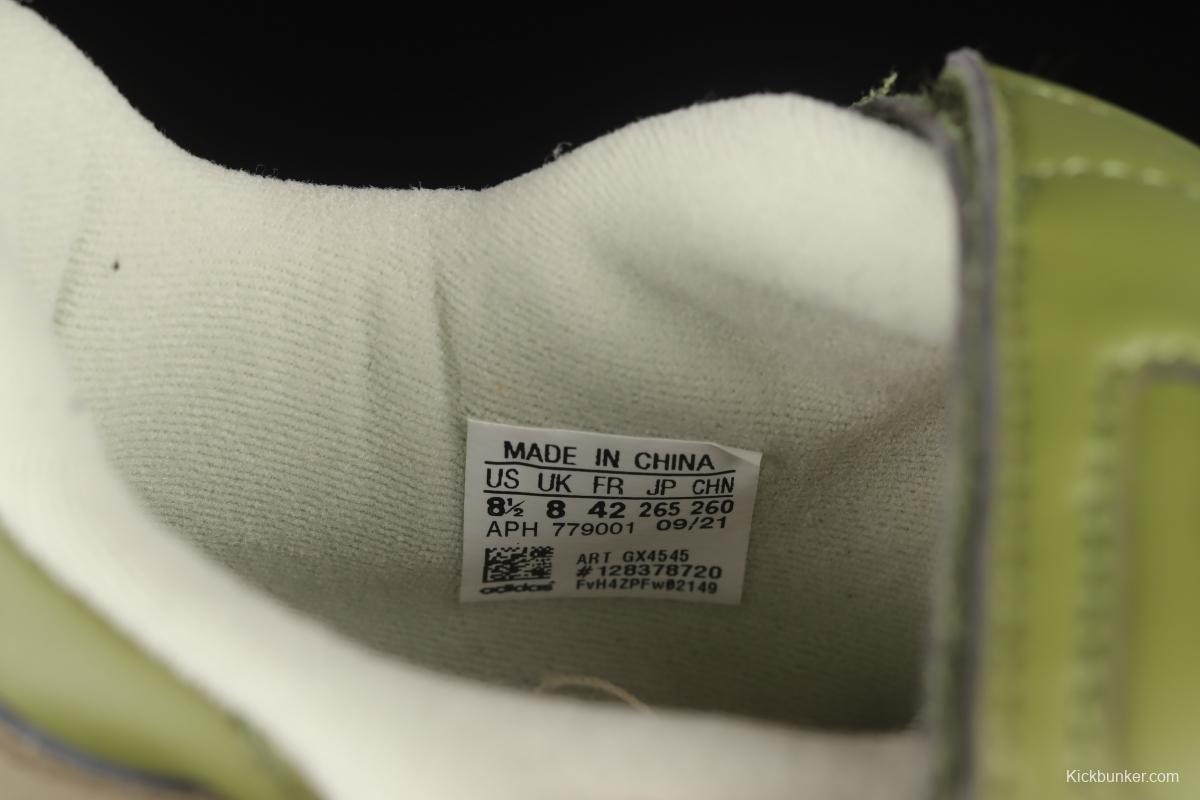 MADE IN CHINA
US UK FR JP CHN
8½ 8 42 265 260
APH 779001 09/21
ART GX4545
#128378720
adidas FvH4ZPFw02149
Kickbunker.com